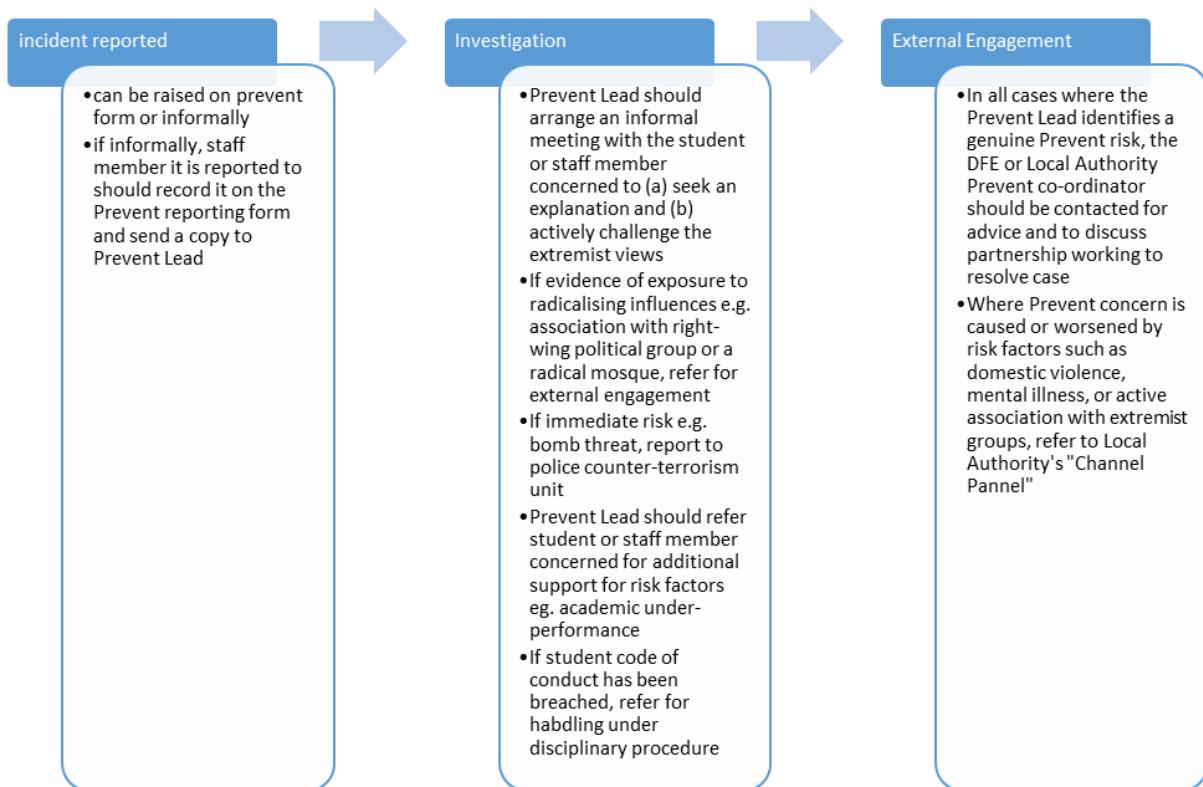 incident reported
•can be raised on prevent
form or informally
•if informally, staff
member it is reported to
should record it on the
Prevent reporting form
and send a copy to
Prevent Lead
Investigation
•Prevent Lead should
arrange an informal
meeting with the student
or staff member
concerned to (a) seek an
explanation and (b)
actively challenge the
extremist views
•If evidence of exposure to
radicalising influences e.g.
association with right-
wing political group or a
radical mosque, refer for
external engagement
•If immediate risk e.g.
bomb threat, report to
police counter-terrorism
unit
•Prevent Lead should refer
student or staff member
concerned for additional
support for risk factors
eg. academic under-
performance
•If student code of
conduct has been
breached, refer for
habdling under
disciplinary procedure
External Engagement
•In all cases where the
Prevent Lead identifies a
genuine Prevent risk, the
DFE or Local Authority
Prevent co-ordinator
should be contacted for
advice and to discuss
partnership working to
resolve case
•Where Prevent concern is
caused or worsened by
risk factors such as
domestic violence,
mental illness, or active
association with extremist
groups, refer to Local
Authority's "Channel
Pannel"